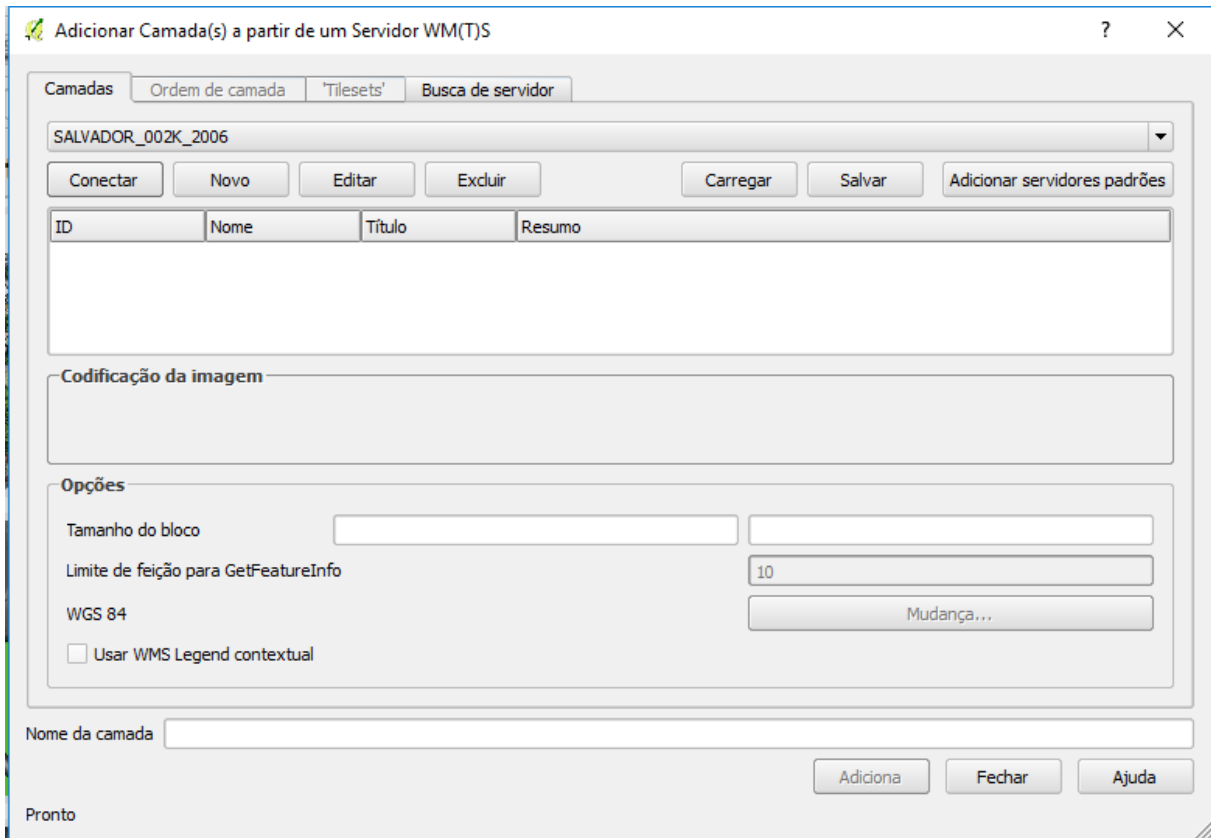 Adicionar Camada(s) a partir de um Servidor WM(T)S ?
Camadas Ordem de camada 'Tilesets' Busca de servidor
SALVADOR_002K_2006
Conectar Novo Editar Excluir Carregar Salvar Adicionar servidores padrões
ID Nome Título Resumo
Codificação da imagem
Opções
Tamanho do bloco
Limite de feição para GetFeatureInfo 10
WGS 84 Mudança...
Usar WMS Legend contextual
Nome da camada
Adiciona Fechar Ajuda
Pronto